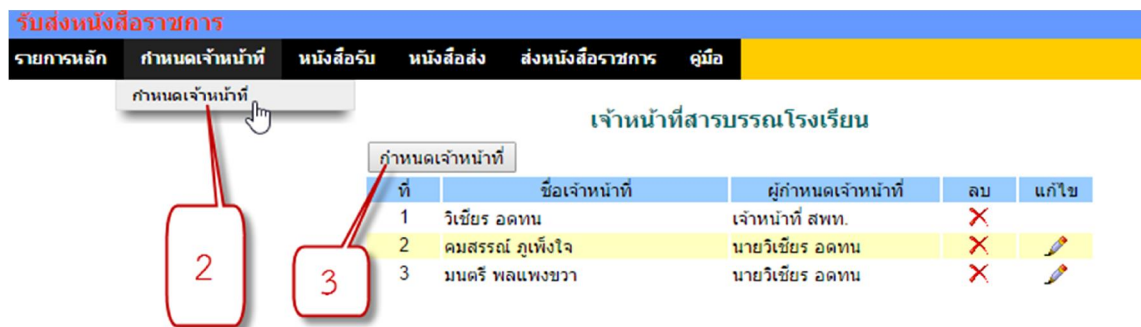 รับส่งหนังสือราชการ
รายการหลัก กำหนดเจ้าหน้าที่ หนังสือรับ หนังสือส่ง ส่งหนังสือราชการ คู่มือ
กำหนดเจ้าหน้าที่
เจ้าหน้าที่สารบรรณโรงเรียน
กำหนดเจ้าหน้าที่
ที่ ชื่อเจ้าหน้าที่ ผู้กำหนดเจ้าหน้าที่ ลบ แก้ไข
1 วิเชียร อดทน เจ้าหน้าที่ สพท.
2 คมสรรณ์ ภูเพ็งใจ นายวิเชียร อดทน
3 มนตรี พลแพงขวา นายวิเชียร อดทน
2
3